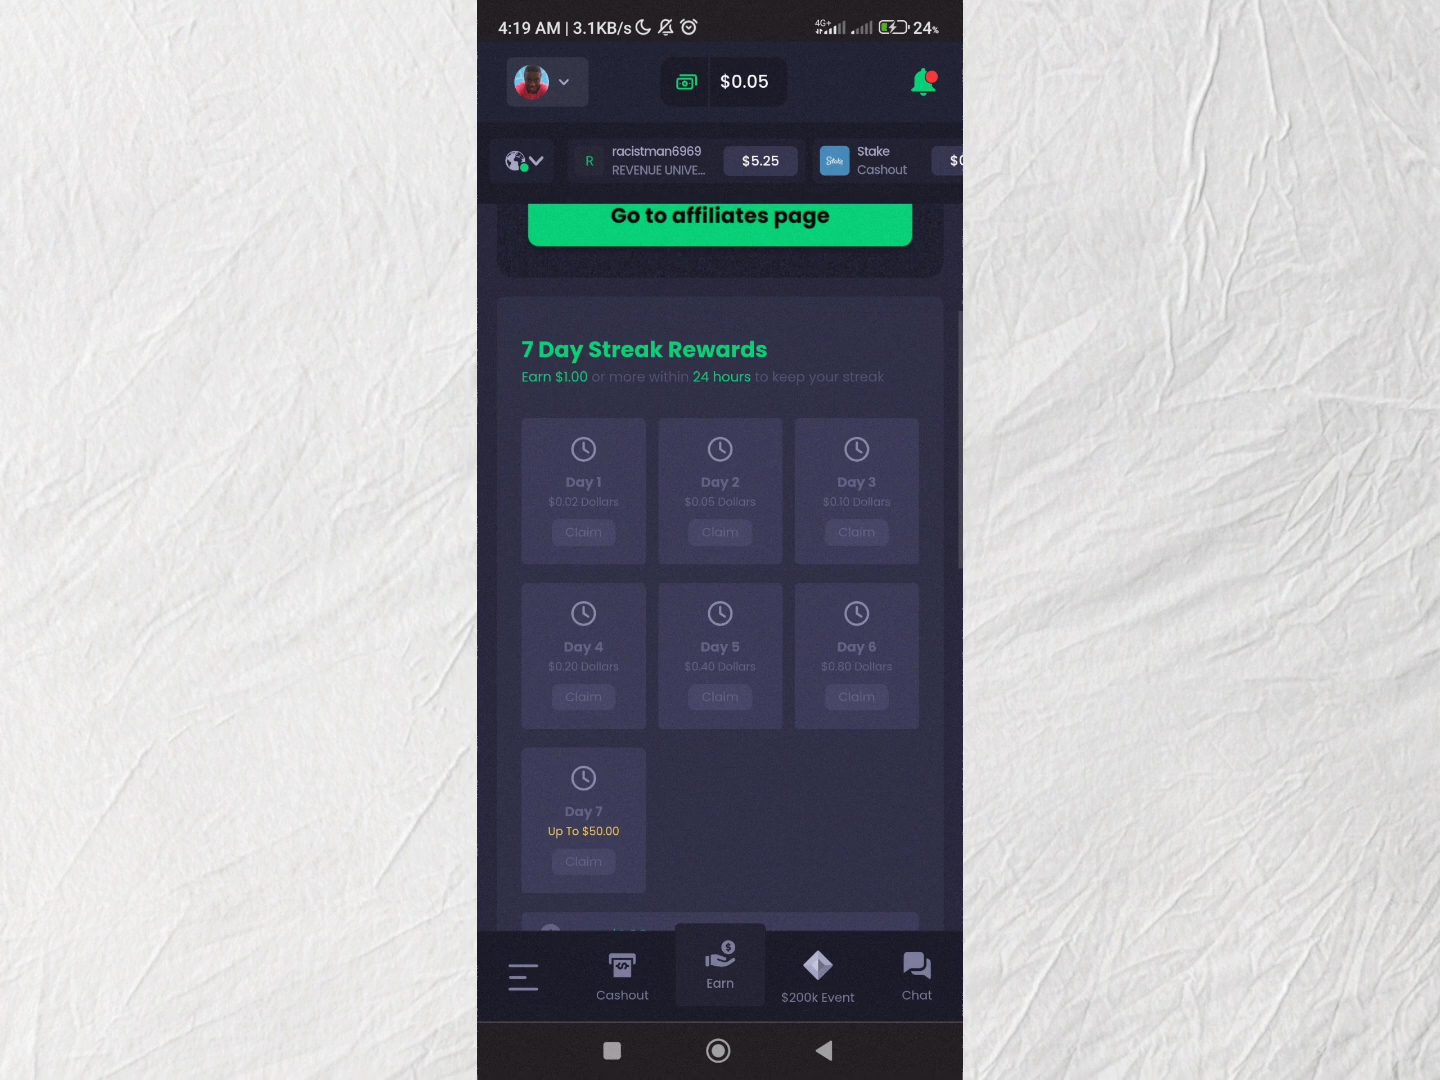 4:19 AM | 3.1KB/s
4G+
24%
$0.05
R
racistman6969
REVENUE UNIVE...
$5.25
Stake
Stake
Cashout
Go to affiliates page
7 Day Streak Rewards
Earn $1.00 or more within 24 hours to keep your streak
Day 1
$0.02 Dollars
Claim
Day 2
$0.05 Dollars
Claim
Day 3
$0.10 Dollars
Claim
Day 4
$0.20 Dollars
Claim
Day 5
$0.40 Dollars
Claim
Day 6
$0.80 Dollars
Claim
Day 7
Up To $50.00
Claim
Cashout
Earn
$200k Event
Chat